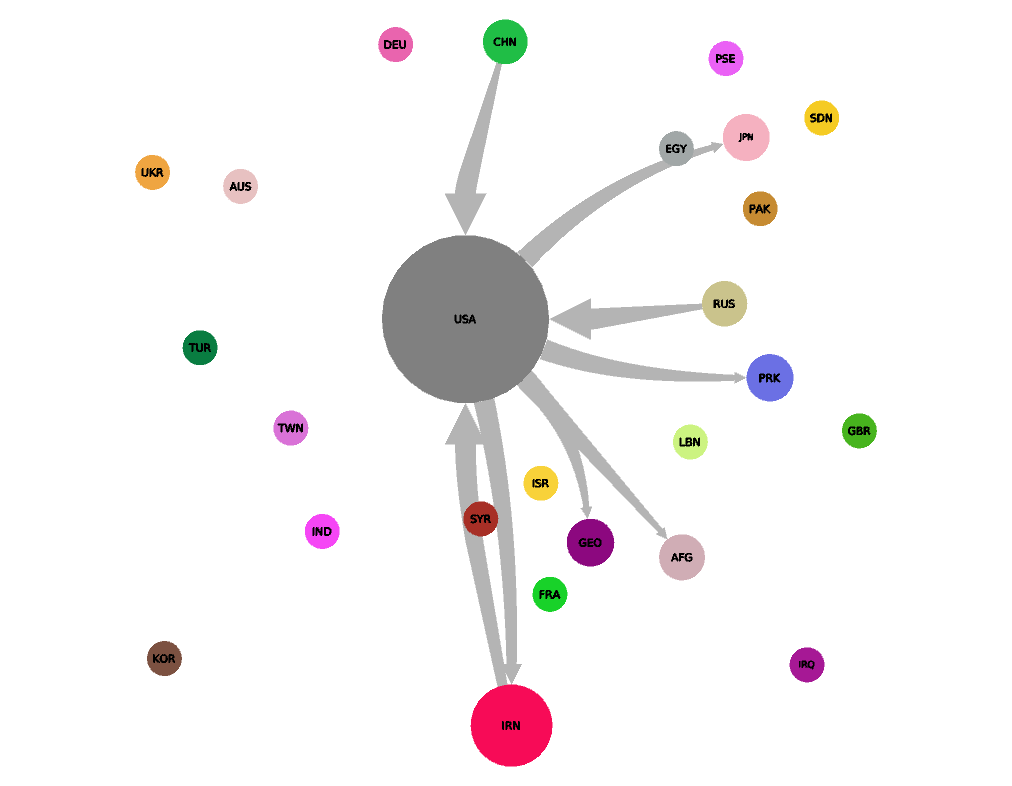 DEU
CHN
PSE
SDN
JPN
EGY
UKR
AUS
PAK
RUS
USA
TUR
PRK
TWN
GBR
LBN
ISR
SYR
IND
GEO
AFG
FRA
KOR
IRQ
IRN